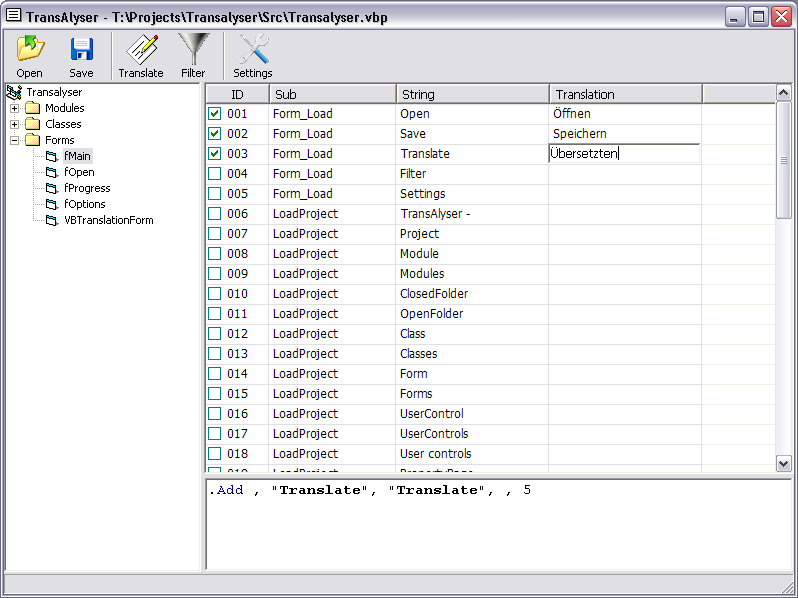 TransAlyser - T:\Projects\Transalyser\Src\Transalyser.vbp
Open Save Translate Filter Settings
Transalyser
Modules
Classes
Forms
fMain
fOpen
fProgress
fOptions
VBTranslationForm
ID Sub String Translation
001 Form_Load Open Öffnen
002 Form_Load Save Speichern
003 Form_Load Translate Übersetzten
004 Form_Load Filter
005 Form_Load Settings
006 LoadProject TransAlyser -
007 LoadProject Project
008 LoadProject Module
009 LoadProject Modules
010 LoadProject ClosedFolder
011 LoadProject OpenFolder
012 LoadProject Class
013 LoadProject Classes
014 LoadProject Form
015 LoadProject Forms
016 LoadProject UserControl
017 LoadProject UserControls
018 LoadProject User controls
019 LoadProject PropertyPage
.Add , "Translate", "Translate", , 5